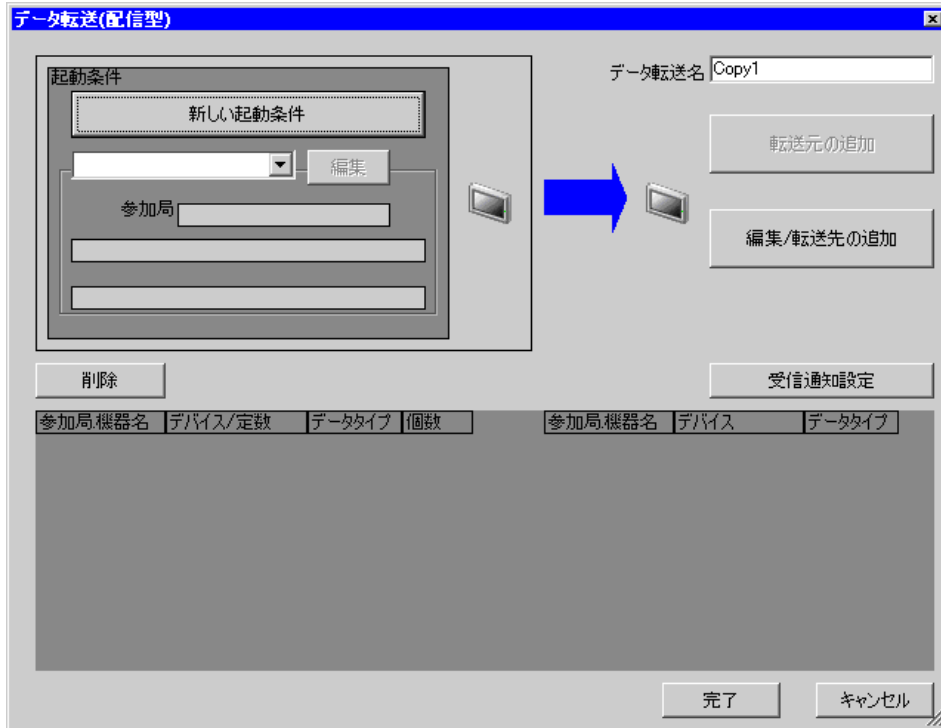 データ転送(配信型)
起動条件
新しい起動条件
編集
参加局
データ転送名 Copy1
転送元の追加
編集/転送先の追加
削除
受信通知設定
参加局.機器名 デバイス/定数 データタイプ 個数 参加局.機器名 デバイス データタイプ
完了 キャンセル